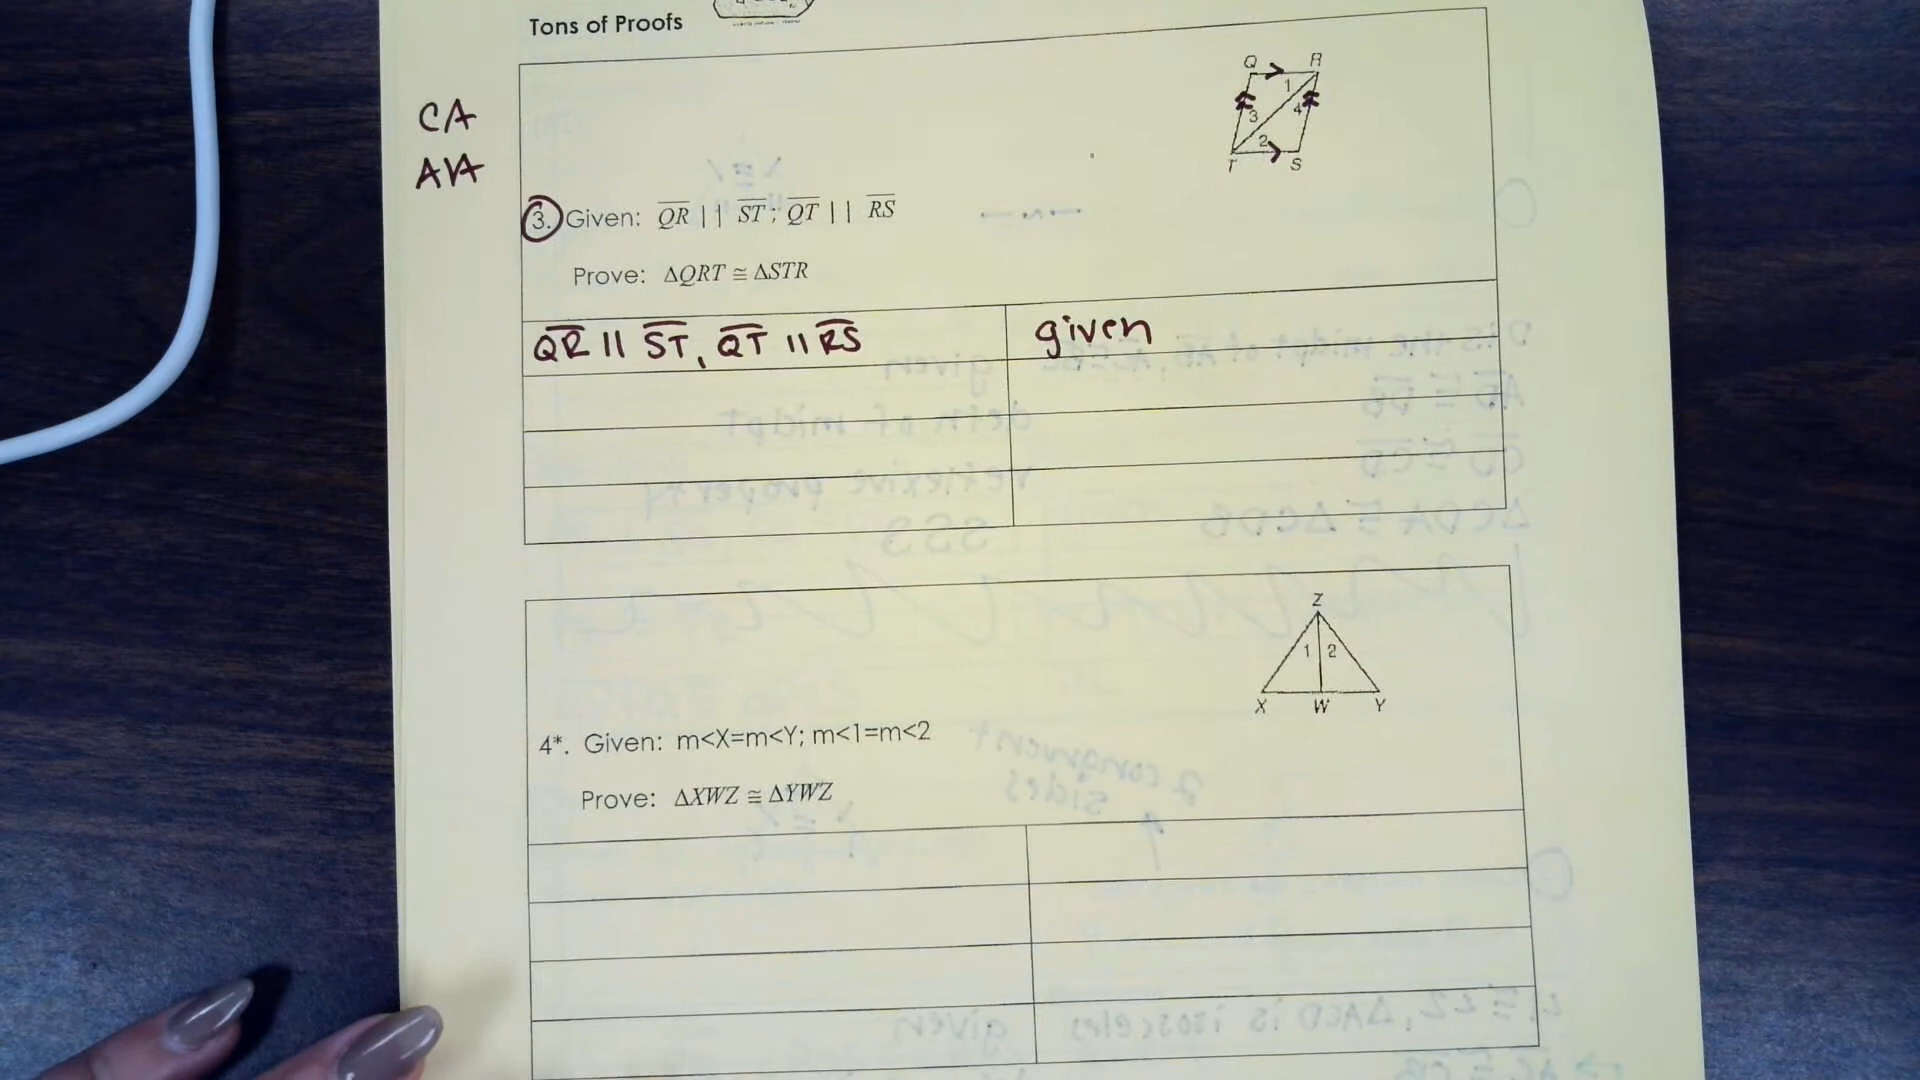 Tons of Proofs
CA
AIA
Q R
1
3 4
2
T S
3. Given: QR || ST; QT || RS
Prove: ΔQRT ≅ ΔSTR
QR || ST, QT || RS given
Z
1 2
X W Y
4*. Given: m<X=m<Y; m<1=m<2
Prove: ΔXWZ ≅ ΔYWZ